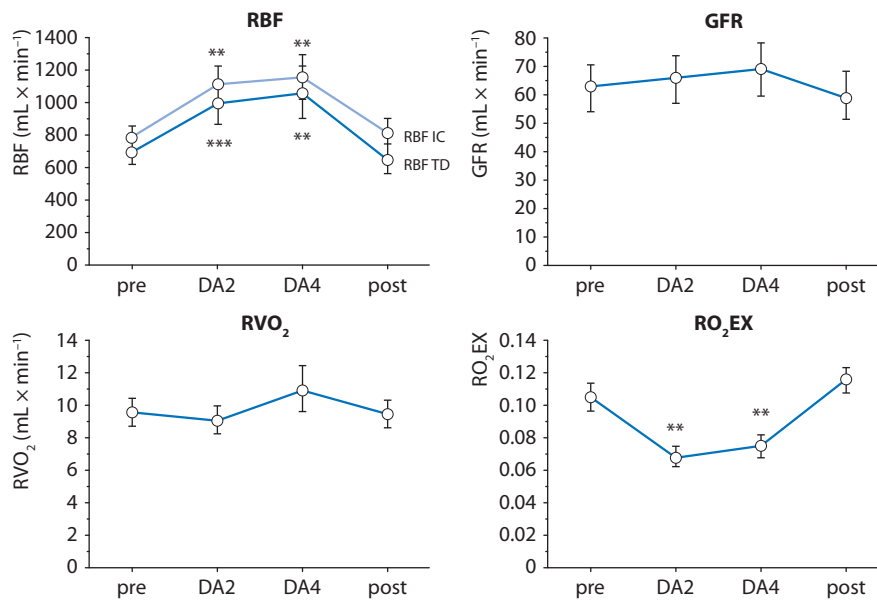 RBF
RBF (mL × min⁻¹)
1400
1200
1000
800
600
400
200
0
**
**
***
**
RBF IC
RBF TD
pre DA2 DA4 post
GFR
GFR (mL × min⁻¹)
80
70
60
50
40
30
20
10
0
pre DA2 DA4 post
RVO₂
RVO₂ (mL × min⁻¹)
14
12
10
8
6
4
2
0
pre DA2 DA4 post
RO₂EX
RO₂EX
0.14
0.12
0.10
0.08
0.06
0.04
0.02
0
**
**
pre DA2 DA4 post